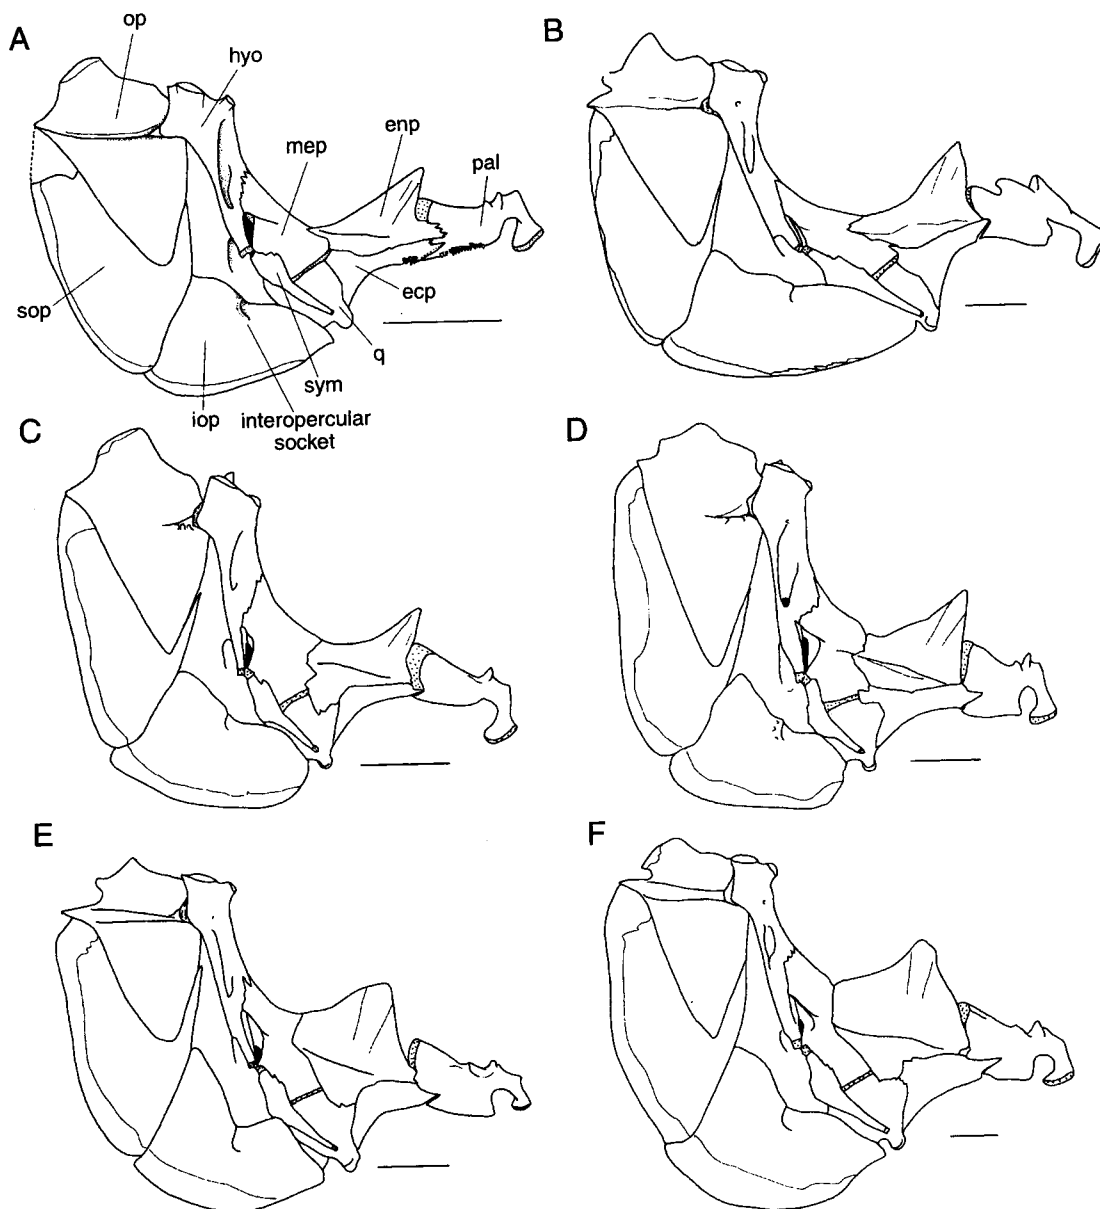 A
op
hyo
mep
enp
pal
sop
ecp
q
sym
iop
interopercular
socket
B
C
D
E
F